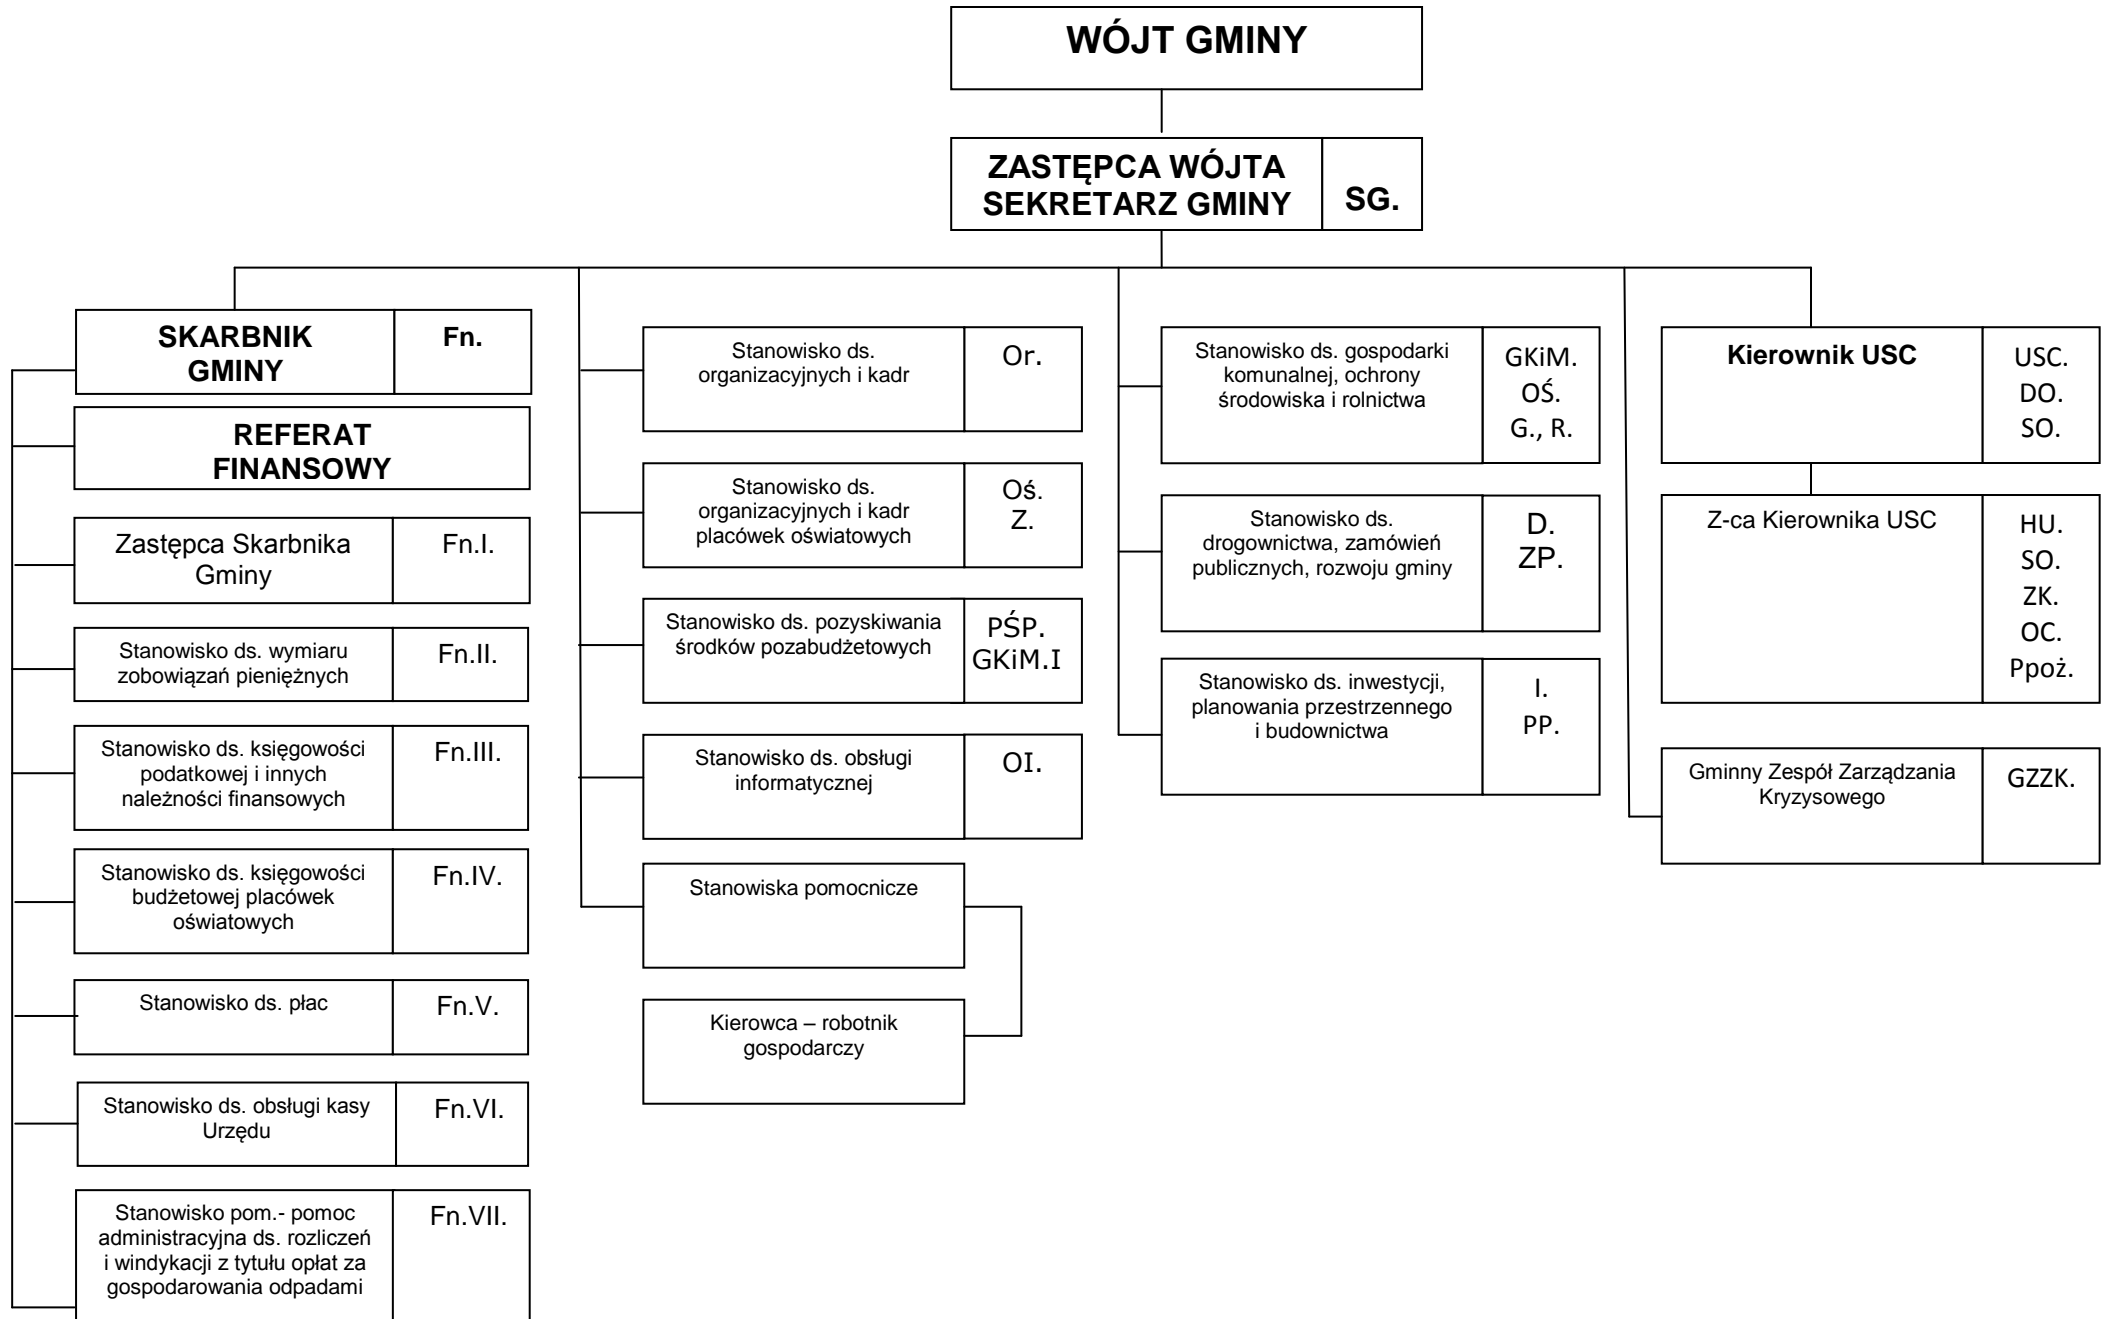 WÓJT GMINY
ZASTĘPCA WÓJTA
SEKRETARZ GMINY
SG.
SKARBNIK
GMINY
Fn.
REFERAT
FINANSOWY
Zastępca Skarbnika
Gminy
Fn.I.
Stanowisko ds. wymiaru
zobowiązań pieniężnych
Fn.II.
Stanowisko ds. księgowości
podatkowej i innych
należności finansowych
Fn.III.
Stanowisko ds. księgowości
budżetowej placówek
oświatowych
Fn.IV.
Stanowisko ds. płac
Fn.V.
Stanowisko ds. obsługi kasy
Urzędu
Fn.VI.
Stanowisko pom.- pomoc
administracyjna ds. rozliczeń
i windykacji z tytułu opłat za
gospodarowania odpadami
Fn.VII.
Stanowisko ds.
organizacyjnych i kadr
Or.
Stanowisko ds.
organizacyjnych i kadr
placówek oświatowych
Oś.
Z.
Stanowisko ds. pozyskiwania
środków pozabudżetowych
PŚP.
GKiM.I
Stanowisko ds. obsługi
informatycznej
OI.
Stanowiska pomocnicze
Kierowca – robotnik
gospodarczy
Stanowisko ds. gospodarki
komunalnej, ochrony
środowiska i rolnictwa
GKiM.
OŚ.
G., R.
Stanowisko ds.
drogownictwa, zamówień
publicznych, rozwoju gminy
D.
ZP.
Stanowisko ds. inwestycji,
planowania przestrzennego
i budownictwa
I.
PP.
Kierownik USC
USC.
DO.
SO.
Z-ca Kierownika USC
HU.
SO.
ZK.
OC.
Ppoż.
Gminny Zespół Zarządzania
Kryzysowego
GZZK.